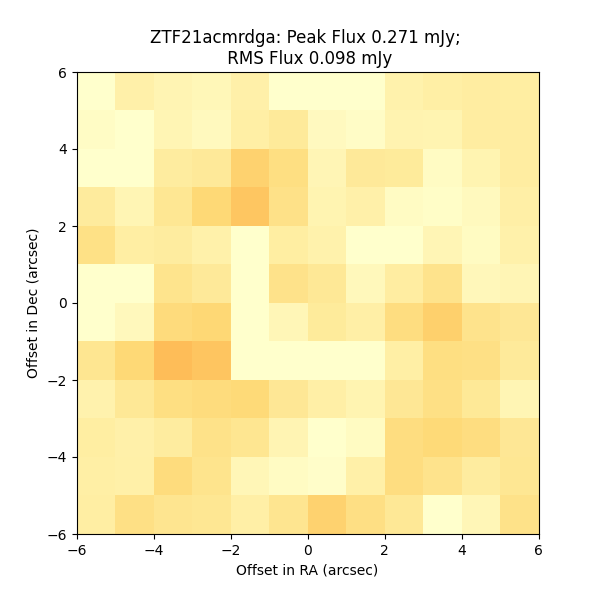 ZTF21acmrdga: Peak Flux 0.271 mJy;
RMS Flux 0.098 mJy
6
4
2
0
−2
−4
−6
Offset in Dec (arcsec)
−6 −4 −2 0 2 4 6
Offset in RA (arcsec)